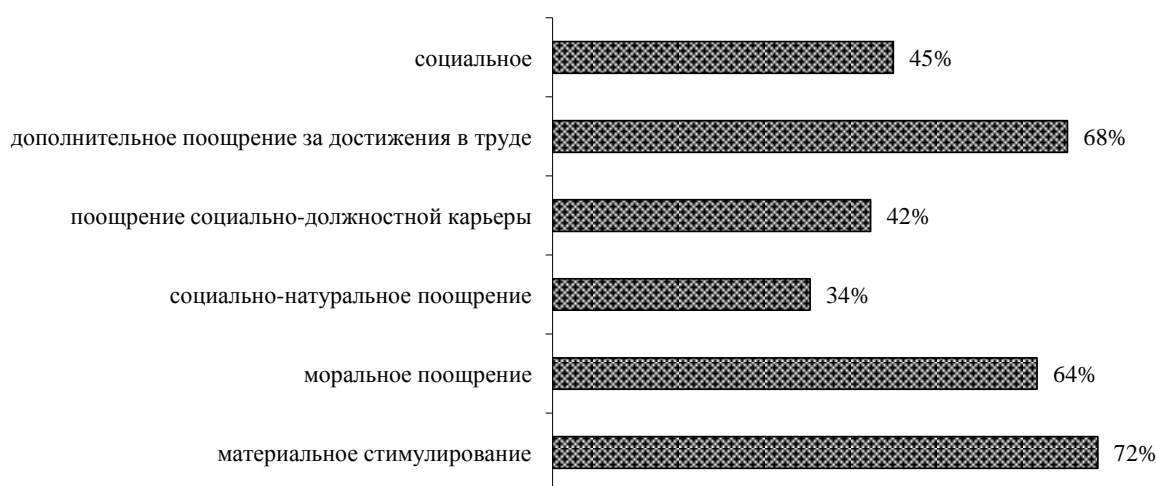 социальное 45%
дополнительное поощрение за достижения в труде 68%
поощрение социально-должностной карьеры 42%
социально-натуральное поощрение 34%
моральное поощрение 64%
материальное стимулирование 72%